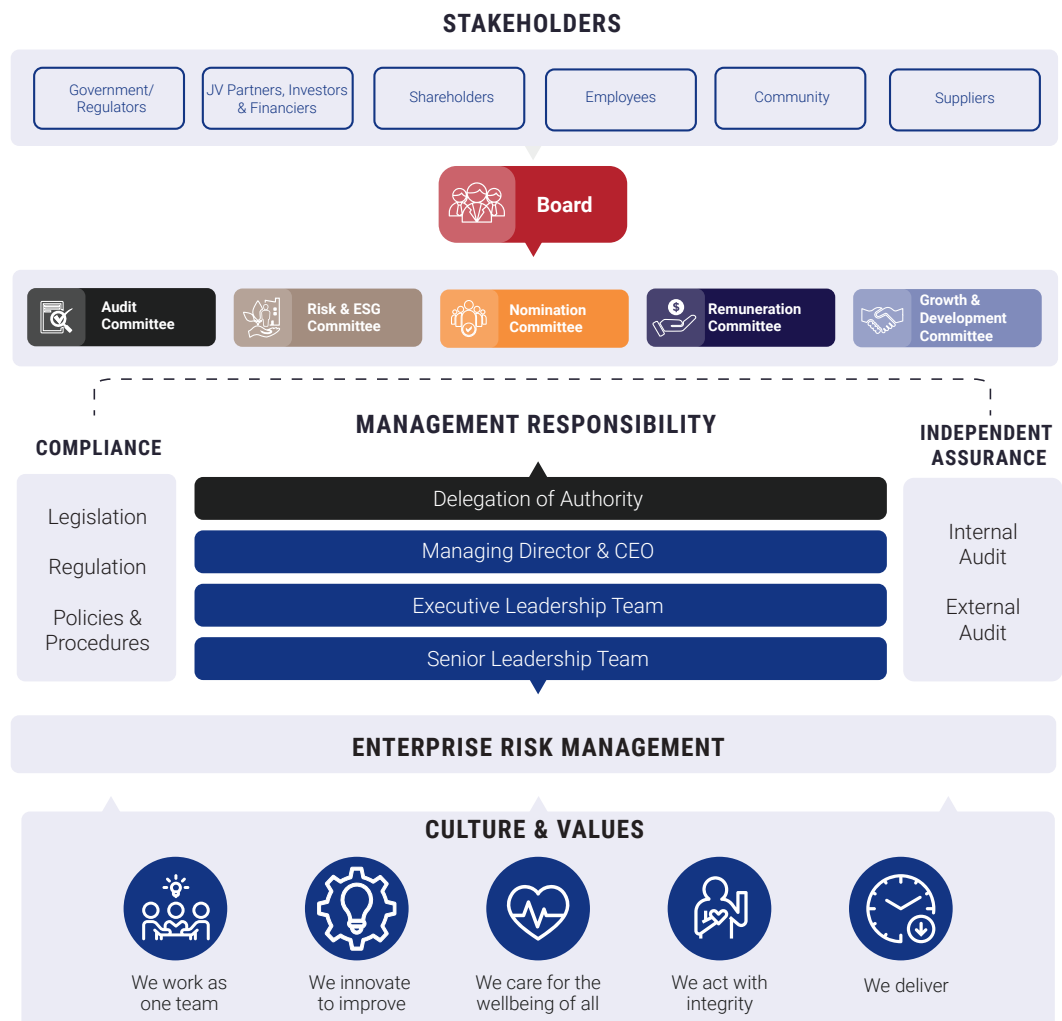 STAKEHOLDERS
Government/
Regulators
JV Partners, Investors
& Financiers
Shareholders
Employees
Community
Suppliers
Board
Audit
Committee
Risk & ESG
Committee
Nomination
Committee
$
Remuneration
Committee
Growth &
Development
Committee
COMPLIANCE
Legislation
Regulation
Policies &
Procedures
MANAGEMENT RESPONSIBILITY
Delegation of Authority
Managing Director & CEO
Executive Leadership Team
Senior Leadership Team
INDEPENDENT
ASSURANCE
Internal
Audit
External
Audit
ENTERPRISE RISK MANAGEMENT
CULTURE & VALUES
We work as
one team
We innovate
to improve
We care for the
wellbeing of all
We act with
integrity
We deliver